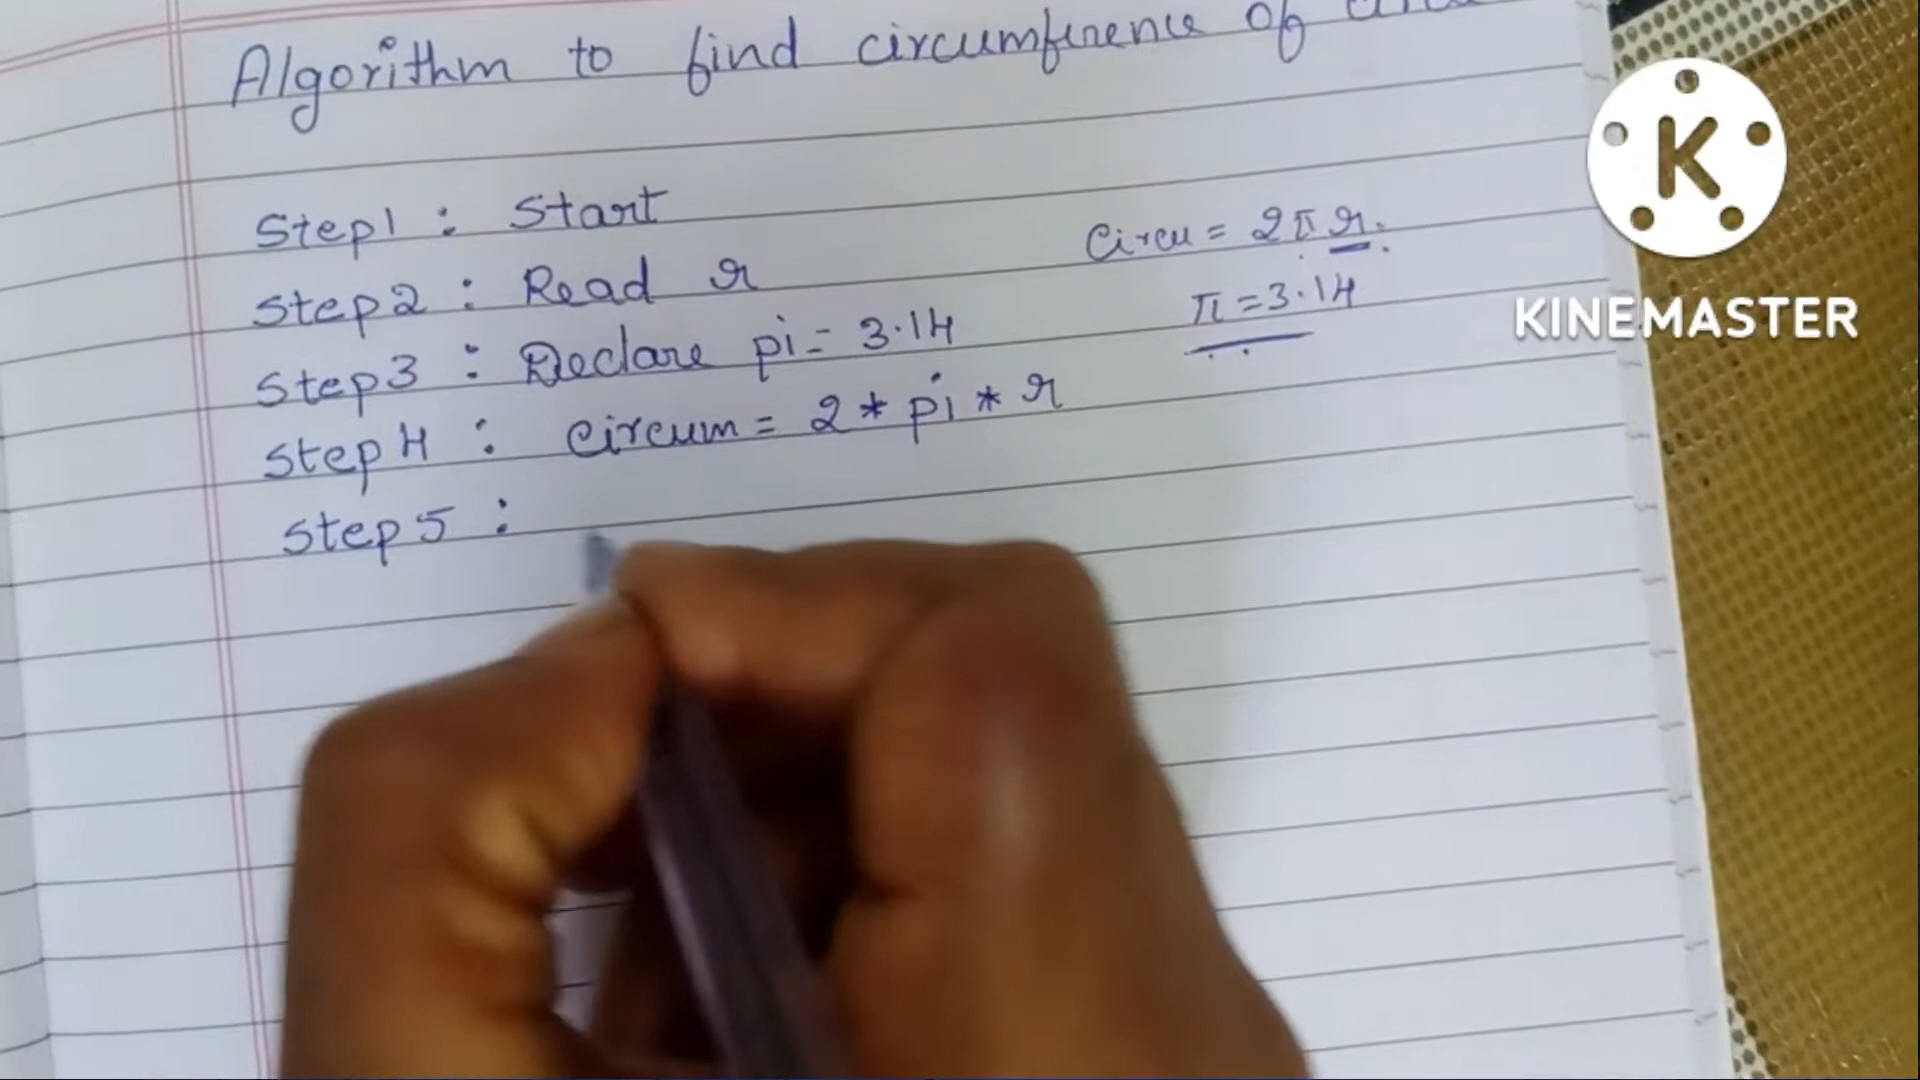 Algorithm to find circumference of
Step1 : Start
Step2 : Read r
Step3 : Declare pi = 3.14
Step4 : Circum = 2 * pi * r
Step5 :
Circu = 2πr.
π = 3.14
K
KINEMASTER